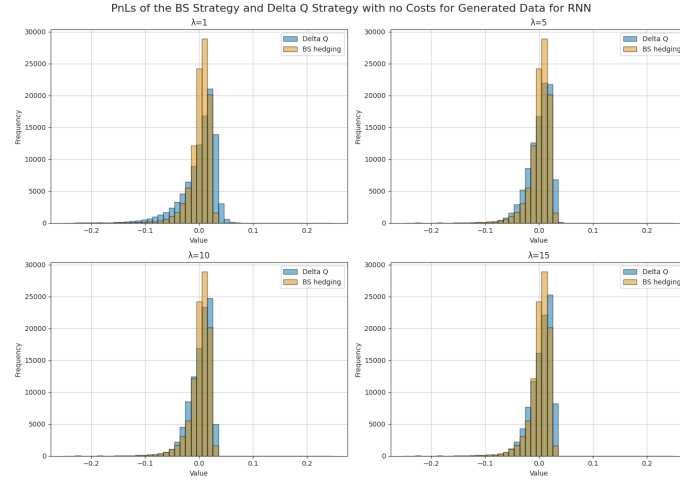 PnLs of the BS Strategy and Delta Q Strategy with no Costs for Generated Data for RNN
λ=1
Delta Q
BS hedging
Frequency
30000
25000
20000
15000
10000
5000
0
−0.2
−0.1
0.0
0.1
0.2
Value
λ=5
Delta Q
BS hedging
Frequency
30000
25000
20000
15000
10000
5000
0
−0.2
−0.1
0.0
0.1
0.2
Value
λ=10
Delta Q
BS hedging
Frequency
30000
25000
20000
15000
10000
5000
0
−0.2
−0.1
0.0
0.1
0.2
Value
λ=15
Delta Q
BS hedging
Frequency
30000
25000
20000
15000
10000
5000
0
−0.2
−0.1
0.0
0.1
0.2
Value